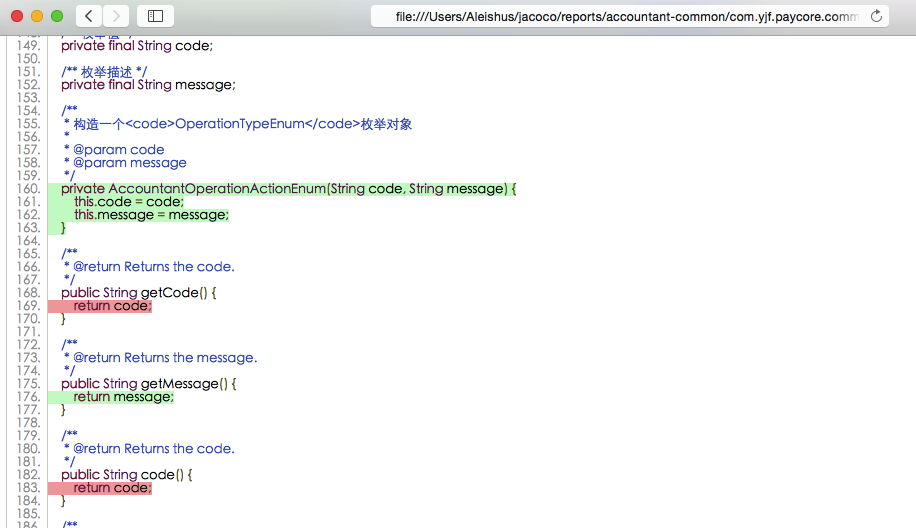 file:///Users/Aleishus/jacoco/reports/accountant-common/com.yjf.paycore.comm
148. /** 枚举值 */
149. private final String code;
150.
151. /** 枚举描述 */
152. private final String message;
153.
154. /**
155. * 构造一个<code>OperationTypeEnum</code>枚举对象
156. *
157. * @param code
158. * @param message
159. */
160. private AccountantOperationActionEnum(String code, String message) {
161. this.code = code;
162. this.message = message;
163. }
164.
165. /**
166. * @return Returns the code.
167. */
168. public String getCode() {
169. return code;
170. }
171.
172. /**
173. * @return Returns the message.
174. */
175. public String getMessage() {
176. return message;
177. }
178.
179. /**
180. * @return Returns the code.
181. */
182. public String code() {
183. return code;
184. }
185.
186. /**